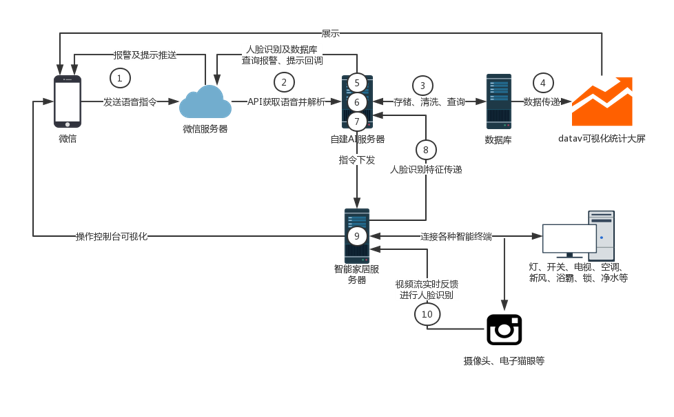 展示
报警及提示推送
人脸识别及数据库
查询报警、提示回调
1
2
3
4
5
6
7
发送语音指令
API获取语音并解析
存储、清洗、查询
数据传递
微信
微信服务器
自建AI服务器
数据库
datav可视化统计大屏
8
指令下发
人脸识别特征传递
9
操作控制台可视化
连接各种智能终端
智能家居服
务器
灯、开关、电视、空调、
新风、浴霸、锁、净水等
视频流实时反馈
进行人脸识别
10
摄像头、电子猫眼等